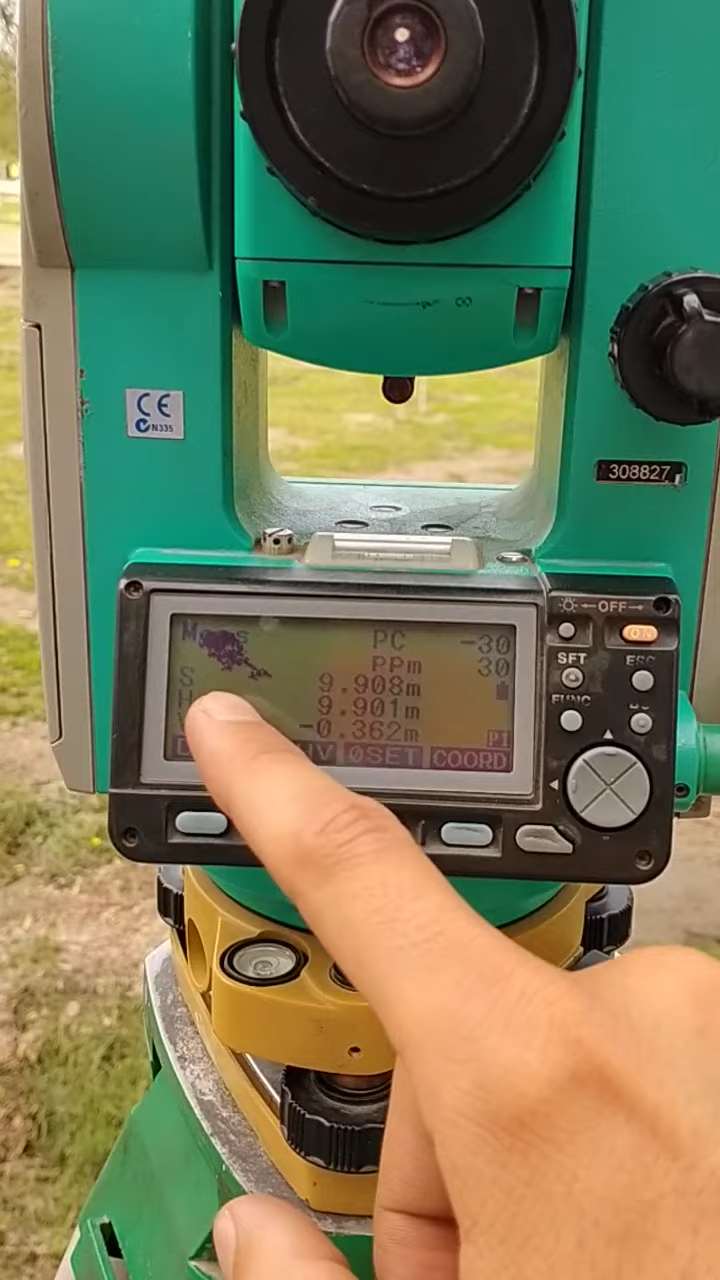 ∞
CE
N335
308827
PC -30
PPm 30
S 9.908m
9.901m
-0.362m P1
HV 0SET COORD
OFF
ON
SFT ESC
FUNC